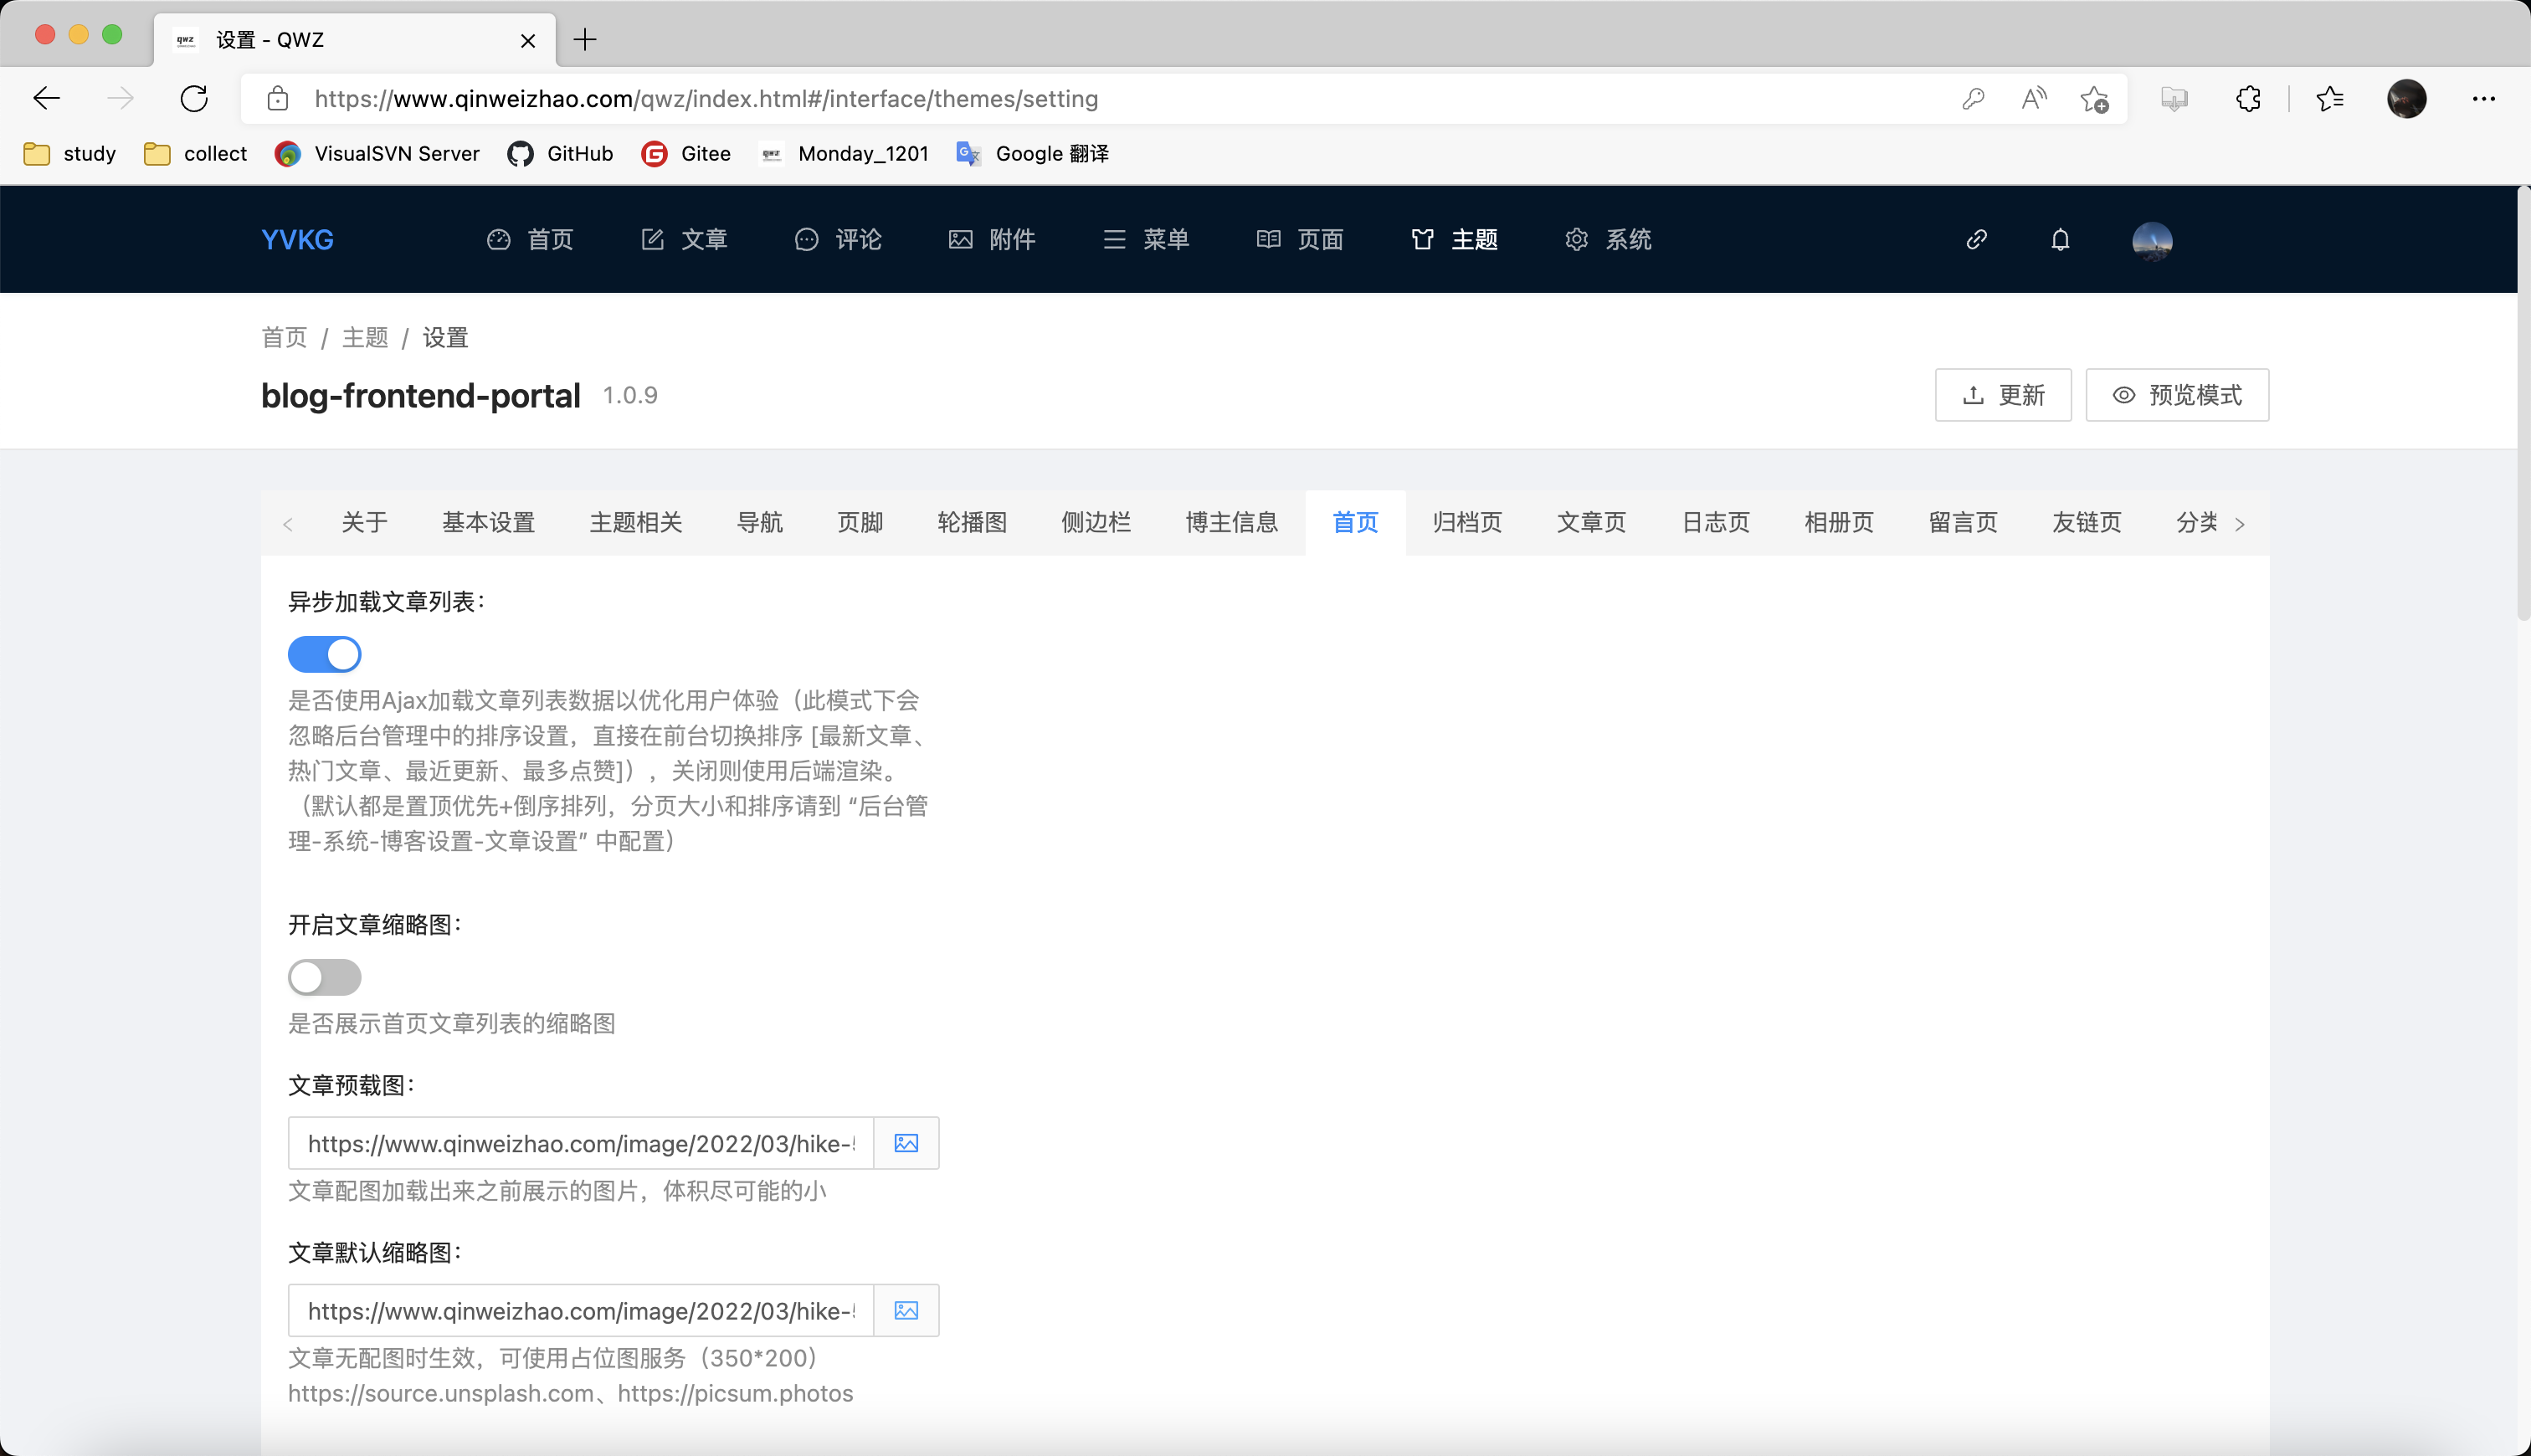 设置 - QWZ
https://www.qinweizhao.com/qwz/index.html#/interface/themes/setting
study
collect
VisualSVN Server
GitHub
Gitee
Monday_1201
Google 翻译
YVKG
首页
文章
评论
附件
菜单
页面
主题
系统
首页 / 主题 / 设置
blog-frontend-portal 1.0.9
更新
预览模式
关于
基本设置
主题相关
导航
页脚
轮播图
侧边栏
博主信息
首页
归档页
文章页
日志页
相册页
留言页
友链页
分类
异步加载文章列表：
是否使用Ajax加载文章列表数据以优化用户体验（此模式下会
忽略后台管理中的排序设置，直接在前台切换排序 [最新文章、
热门文章、最近更新、最多点赞]），关闭则使用后端渲染。
（默认都是置顶优先+倒序排列，分页大小和排序请到 “后台管
理-系统-博客设置-文章设置” 中配置）
开启文章缩略图：
是否展示首页文章列表的缩略图
文章预载图：
https://www.qinweizhao.com/image/2022/03/hike-
文章配图加载出来之前展示的图片，体积尽可能的小
文章默认缩略图：
https://www.qinweizhao.com/image/2022/03/hike-
文章无配图时生效，可使用占位图服务（350*200）
https://source.unsplash.com、https://picsum.photos